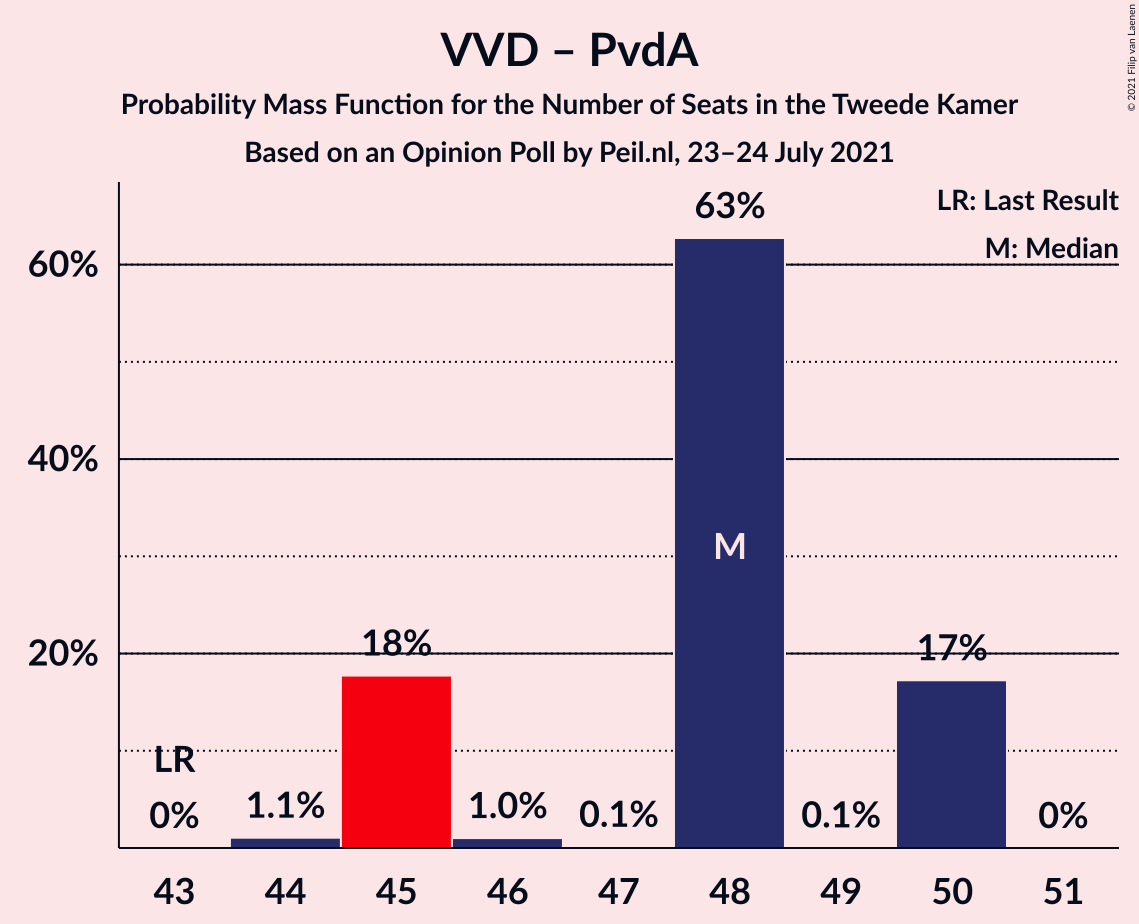 VVD – PvdA
Probability Mass Function for the Number of Seats in the Tweede Kamer
Based on an Opinion Poll by Peil.nl, 23–24 July 2021
© 2021 Filip van Laenen
LR: Last Result
M: Median
60%
40%
20%
LR
0%
1.1%
18%
1.0%
0.1%
63%
M
0.1%
17%
0%
43 44 45 46 47 48 49 50 51